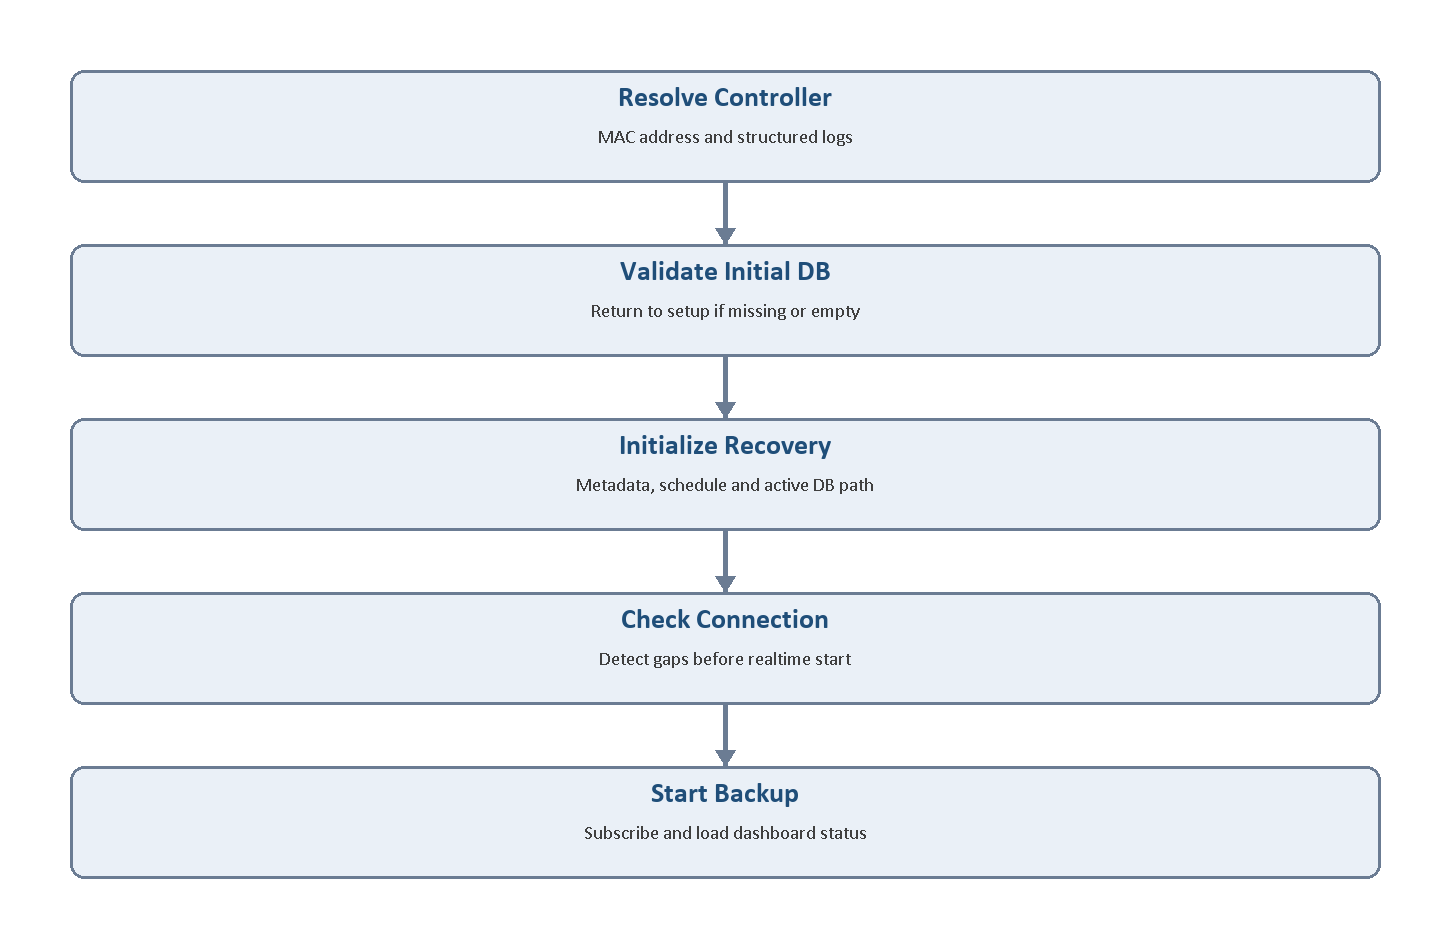 Resolve Controller
MAC address and structured logs
Validate Initial DB
Return to setup if missing or empty
Initialize Recovery
Metadata, schedule and active DB path
Check Connection
Detect gaps before realtime start
Start Backup
Subscribe and load dashboard status